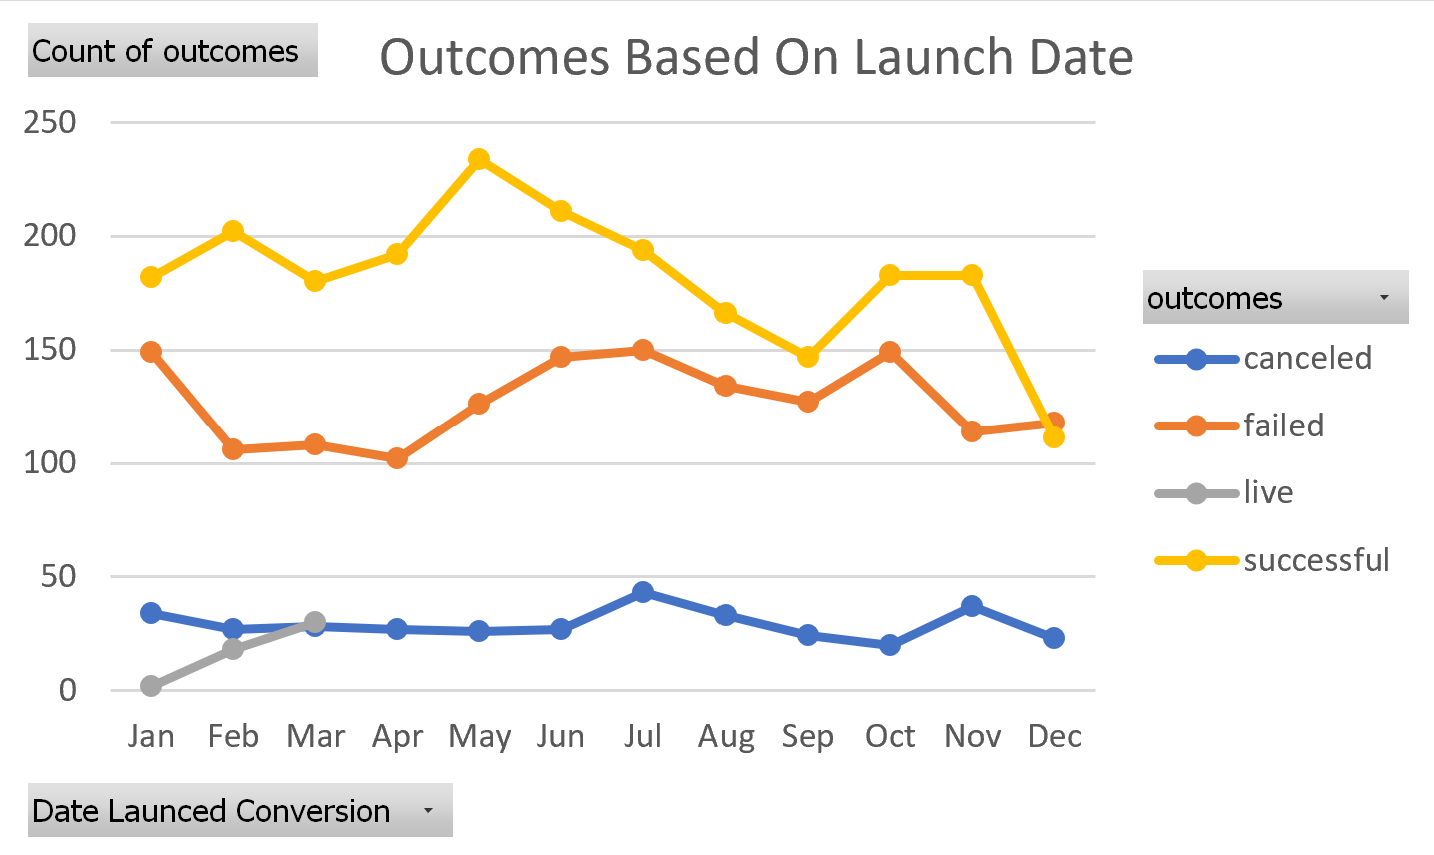 Count of outcomes
Outcomes Based On Launch Date
250
200
150
100
50
0
Jan Feb Mar Apr May Jun Jul Aug Sep Oct Nov Dec
outcomes
canceled
failed
live
successful
Date Launced Conversion